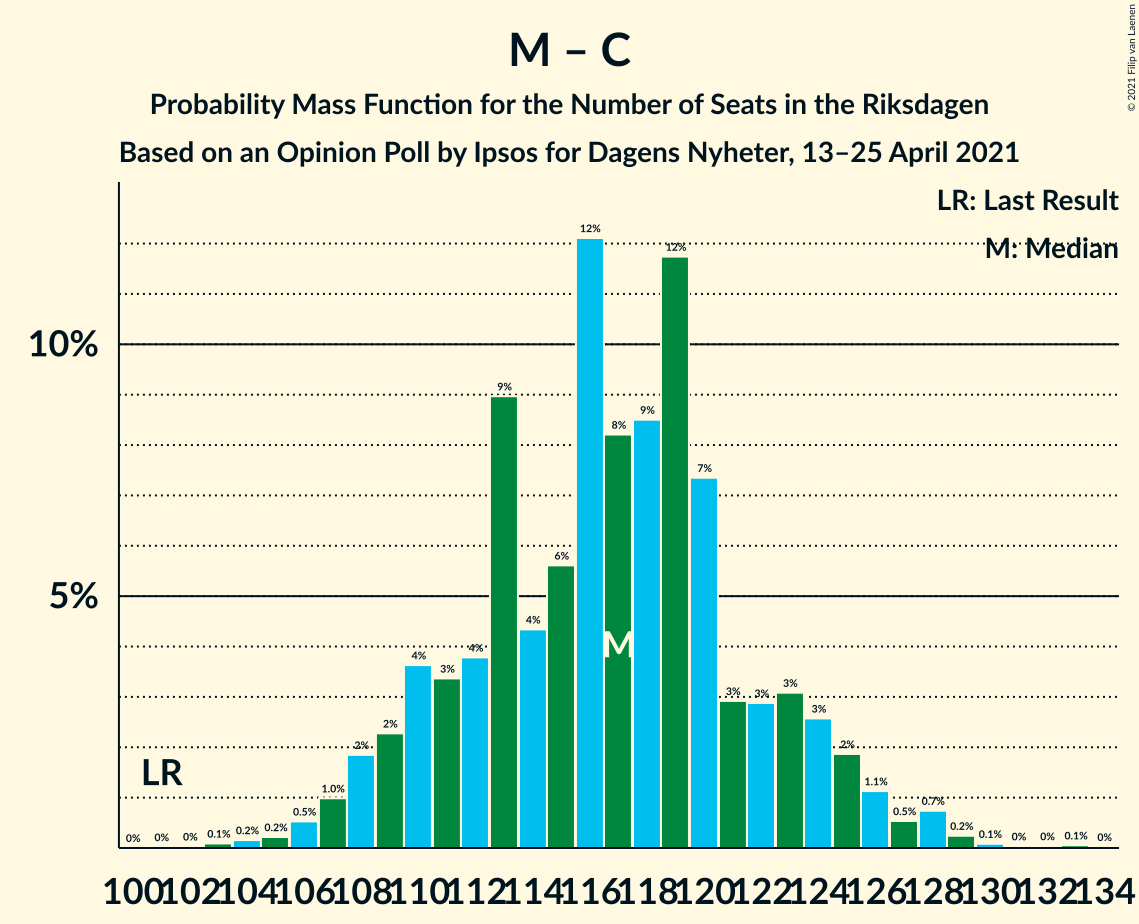 © 2021 Filip van Laenen
M – C
Probability Mass Function for the Number of Seats in the Riksdagen
Based on an Opinion Poll by Ipsos for Dagens Nyheter, 13–25 April 2021
LR: Last Result
M: Median
10%
5%
0% 0% 0% 0.1% 0.2% 0.2% 0.5% 1.0% 2% 2% 4% 3% 4% 9% 4% 6% 12% 8% 9% 12% 7% 3% 3% 3% 3% 2% 1.1% 0.5% 0.7% 0.2% 0.1% 0% 0% 0.1% 0%
LR
M
100 102 104 106 108 110 112 114 116 118 120 122 124 126 128 130 132 134